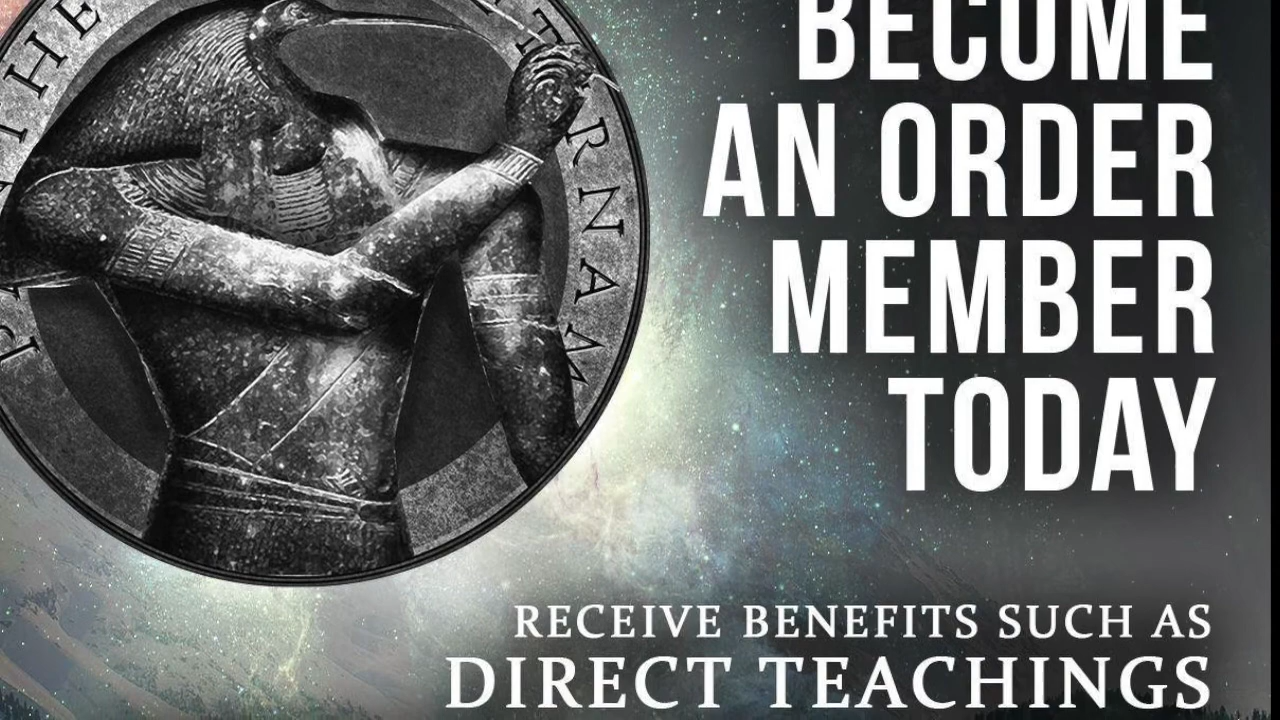 BECOME
AN ORDER
MEMBER
TODAY
RECEIVE BENEFITS SUCH AS
DIRECT TEACHINGS